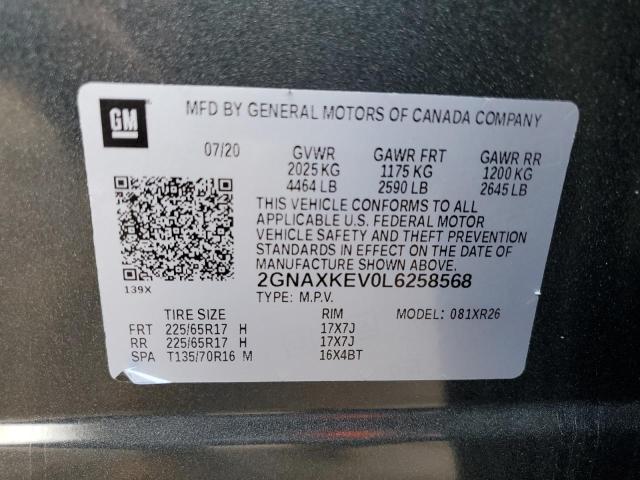 GM
MFD BY GENERAL MOTORS OF CANADA COMPANY
07/20 GVWR GAWR FRT GAWR RR
2025 KG 1175 KG 1200 KG
4464 LB 2590 LB 2645 LB
THIS VEHICLE CONFORMS TO ALL
APPLICABLE U.S. FEDERAL MOTOR
VEHICLE SAFETY AND THEFT PREVENTION
STANDARDS IN EFFECT ON THE DATE OF
MANUFACTURE SHOWN ABOVE.
139X
2GNAXKEV0L6258568
TYPE: M.P.V.
TIRE SIZE RIM MODEL: 081XR26
FRT 225/65R17 H 17X7J
RR 225/65R17 H 17X7J
SPA T135/70R16 M 16X4BT